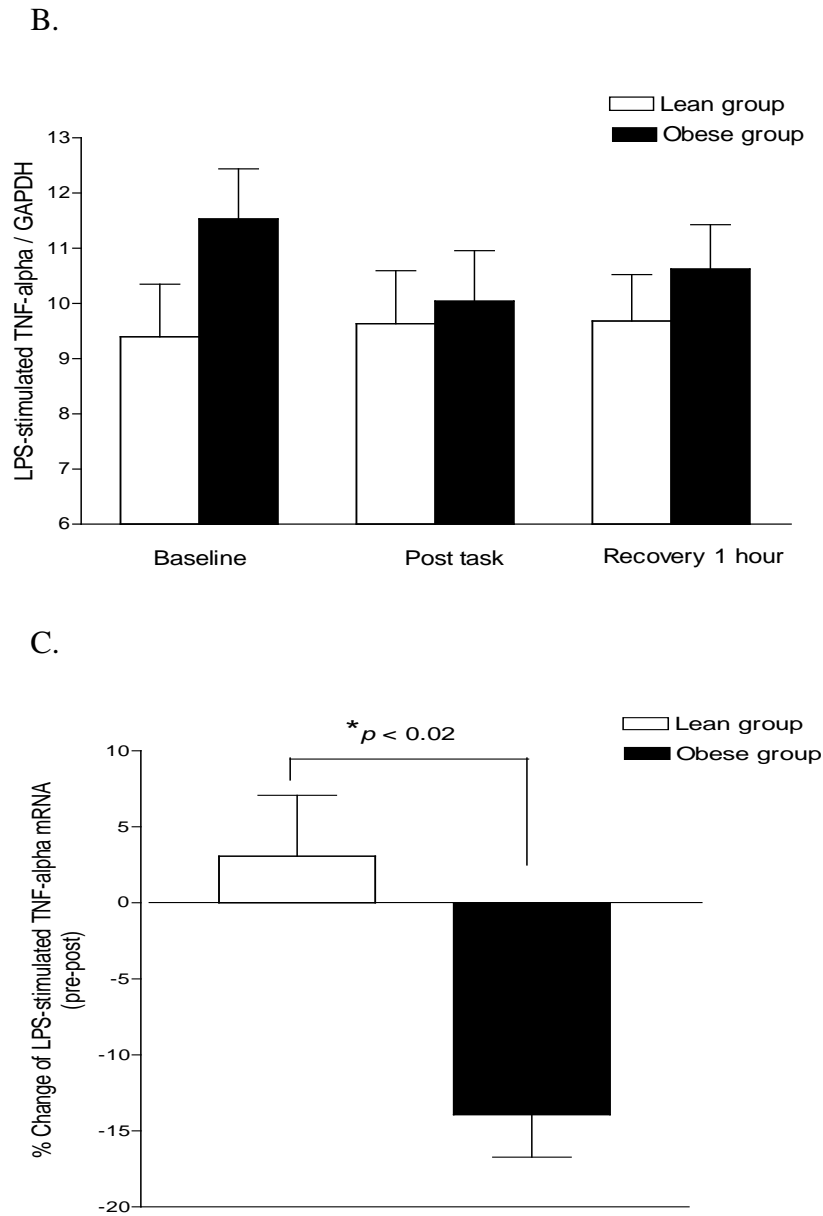 B.
Lean group
Obese group
LPS-stimulated TNF-alpha / GAPDH
13
12
11
10
9
8
7
6
Baseline
Post task
Recovery 1 hour
C.
Lean group
Obese group
*p < 0.02
% Change of LPS-stimulated TNF-alpha mRNA
(pre-post)
10
5
0
-5
-10
-15
-20